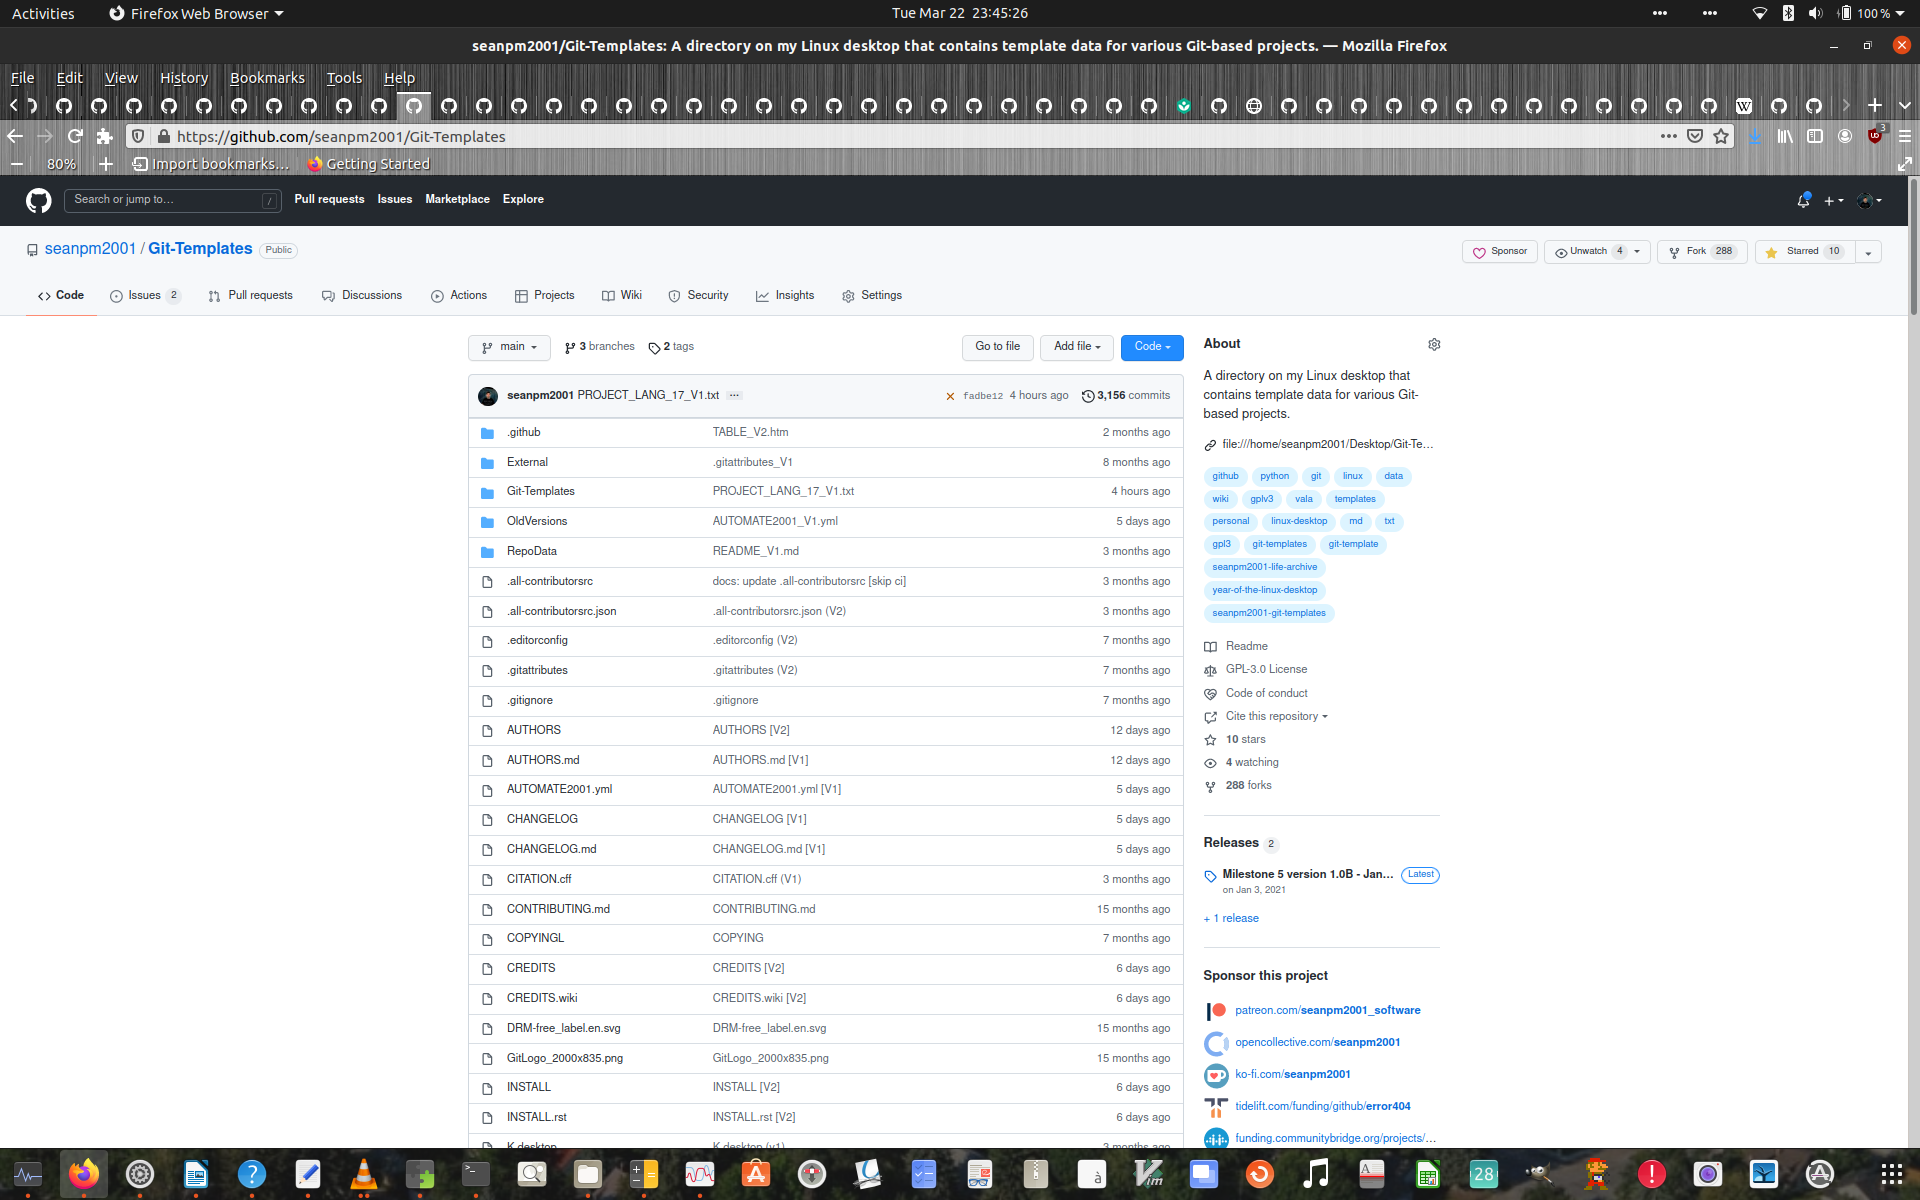 Activities Firefox Web Browser Tue Mar 22 23:45:26 100 %
seanpm2001/Git-Templates: A directory on my Linux desktop that contains template data for various Git-based projects. — Mozilla Firefox
File Edit View History Bookmarks Tools Help
https://github.com/seanpm2001/Git-Templates 3
80% Import bookmarks... Getting Started
Search or jump to... / Pull requests Issues Marketplace Explore
seanpm2001 / Git-Templates Public Sponsor Unwatch 4 Fork 288 Starred 10
Code Issues 2 Pull requests Discussions Actions Projects Wiki Security Insights Settings
main 3 branches 2 tags Go to file Add file Code
seanpm2001 PROJECT_LANG_17_V1.txt ... fadbe12 4 hours ago 3,156 commits
.github TABLE_V2.htm 2 months ago
External .gitattributes_V1 8 months ago
Git-Templates PROJECT_LANG_17_V1.txt 4 hours ago
OldVersions AUTOMATE2001_V1.yml 5 days ago
RepoData README_V1.md 3 months ago
.all-contributorsrc docs: update .all-contributorsrc [skip ci] 3 months ago
.all-contributorsrc.json .all-contributorsrc.json (V2) 3 months ago
.editorconfig .editorconfig (V2) 7 months ago
.gitattributes .gitattributes (V2) 7 months ago
.gitignore .gitignore 7 months ago
AUTHORS AUTHORS [V2] 12 days ago
AUTHORS.md AUTHORS.md [V1] 12 days ago
AUTOMATE2001.yml AUTOMATE2001.yml [V1] 5 days ago
CHANGELOG CHANGELOG [V1] 5 days ago
CHANGELOG.md CHANGELOG.md [V1] 5 days ago
CITATION.cff CITATION.cff (V1) 3 months ago
CONTRIBUTING.md CONTRIBUTING.md 15 months ago
COPYINGL COPYING 7 months ago
CREDITS CREDITS [V2] 6 days ago
CREDITS.wiki CREDITS.wiki [V2] 6 days ago
DRM-free_label.en.svg DRM-free_label.en.svg 15 months ago
GitLogo_2000x835.png GitLogo_2000x835.png 15 months ago
INSTALL INSTALL [V2] 6 days ago
INSTALL.rst INSTALL.rst [V2] 6 days ago
K.desktop K.desktop (v1) 3 months ago
About
A directory on my Linux desktop that
contains template data for various Git-
based projects.
file:///home/seanpm2001/Desktop/Git-Te...
github python git linux data
wiki gplv3 vala templates
personal linux-desktop md txt
gpl3 git-templates git-template
seanpm2001-life-archive
year-of-the-linux-desktop
seanpm2001-git-templates
Readme
GPL-3.0 License
Code of conduct
Cite this repository
10 stars
4 watching
288 forks
Releases 2
Milestone 5 version 1.0B - Jan... Latest
on Jan 3, 2021
+ 1 release
Sponsor this project
patreon.com/seanpm2001_software
opencollective.com/seanpm2001
ko-fi.com/seanpm2001
tidelift.com/funding/github/error404
funding.communitybridge.org/projects/...
28